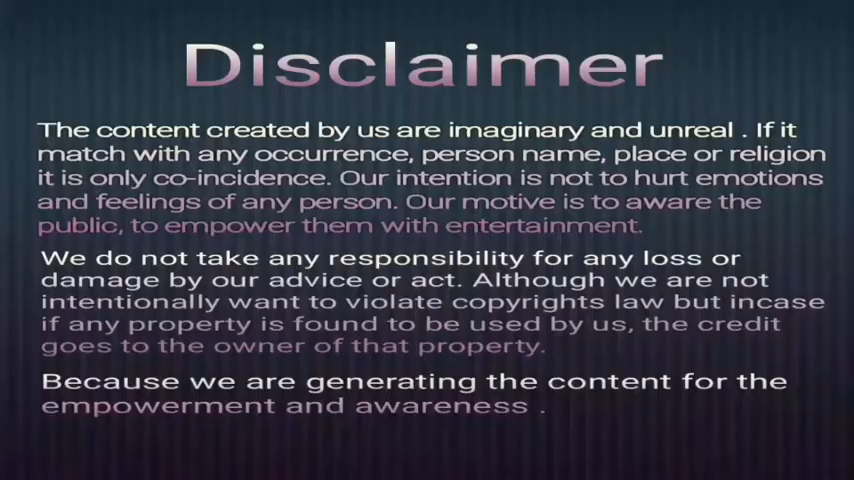 Disclaimer
The content created by us are imaginary and unreal . If it
match with any occurrence, person name, place or religion
it is only co-incidence. Our intention is not to hurt emotions
and feelings of any person. Our motive is to aware the
public, to empower them with entertainment.
We do not take any responsibility for any loss or
damage by our advice or act. Although we are not
intentionally want to violate copyrights law but incase
if any property is found to be used by us, the credit
goes to the owner of that property.
Because we are generating the content for the
empowerment and awareness .